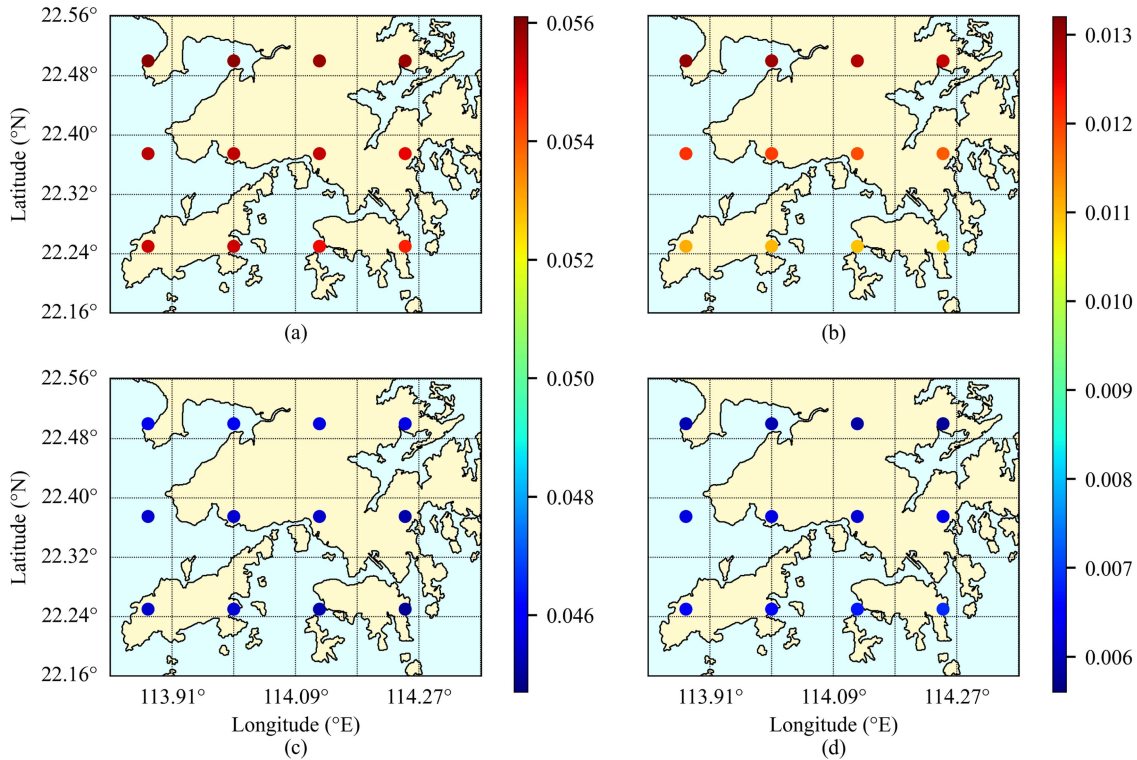 22.56°
22.48°
22.40°
22.32°
22.24°
22.16°
Latitude (°N)
(a)
0.056
0.054
0.052
0.050
0.048
0.046
(b)
0.013
0.012
0.011
0.010
0.009
0.008
0.007
0.006
22.56°
22.48°
22.40°
22.32°
22.24°
22.16°
Latitude (°N)
113.91° 114.09° 114.27°
Longitude (°E)
(c)
113.91° 114.09° 114.27°
Longitude (°E)
(d)